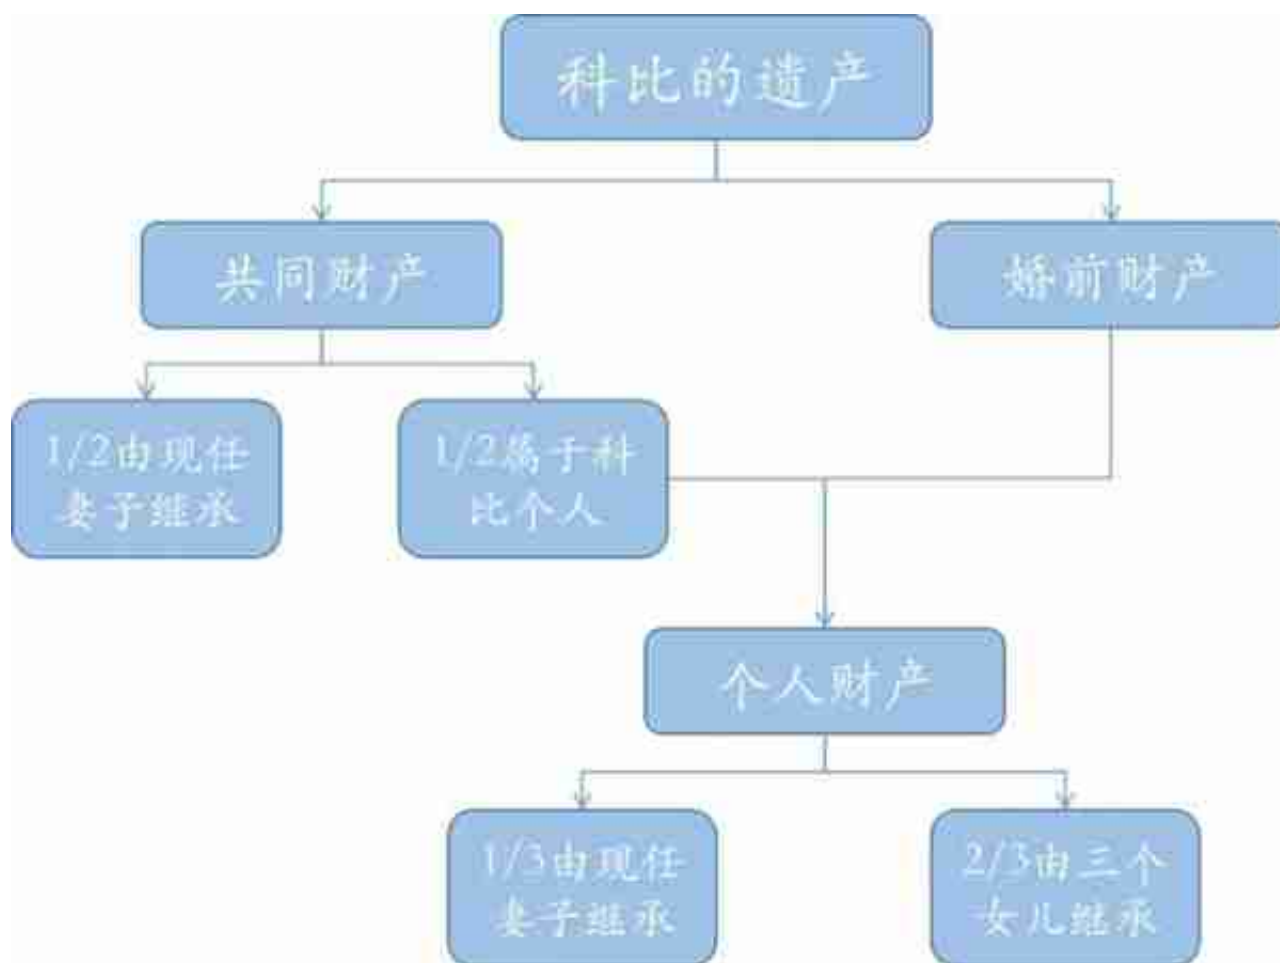 科比的遗产
共同财产
婚前财产
1/2由现任
妻子继承
1/2属于科
比个人
个人财产
1/3由现任
妻子继承
2/3由三个
女儿继承